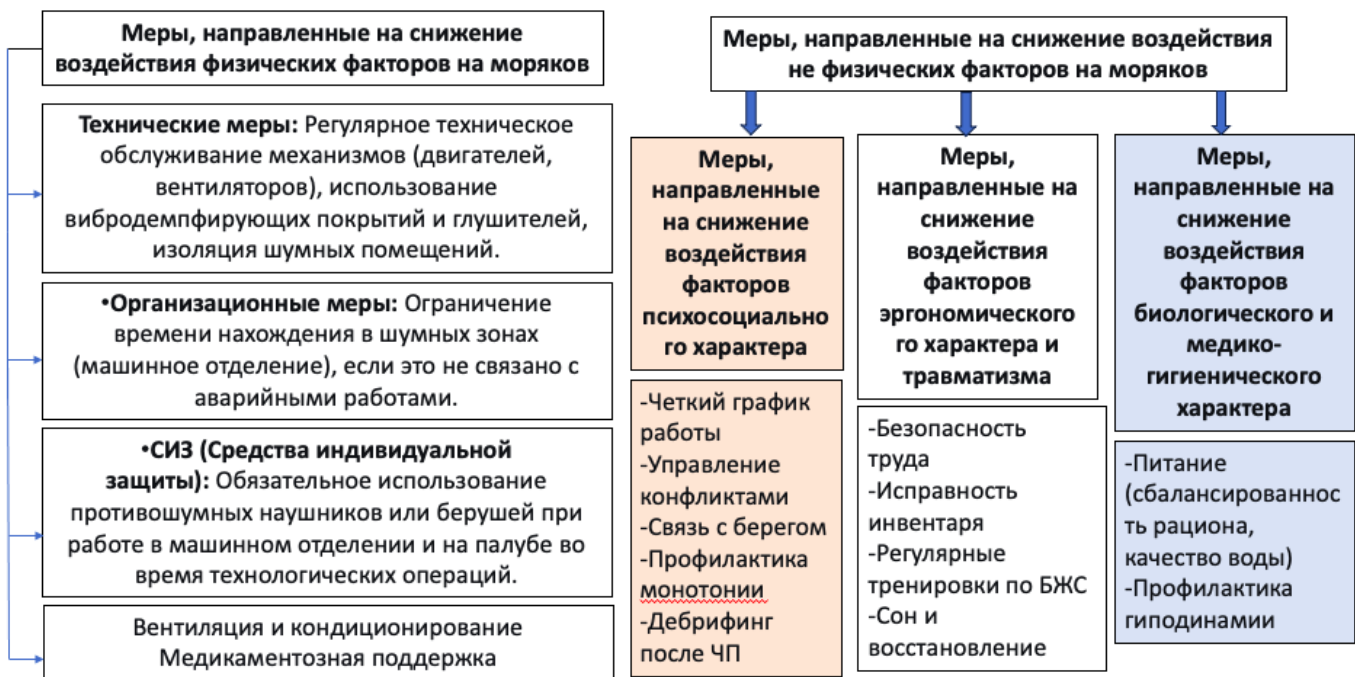 Меры, направленные на снижение
воздействия физических факторов на моряков
Технические меры: Регулярное техническое
обслуживание механизмов (двигателей,
вентиляторов), использование
вибродемпфирующих покрытий и глушителей,
изоляция шумных помещений.
•Организационные меры: Ограничение
времени нахождения в шумных зонах
(машинное отделение), если это не связано с
аварийными работами.
•СИЗ (Средства индивидуальной
защиты): Обязательное использование
противошумных наушников или берушей при
работе в машинном отделении и на палубе во
время технологических операций.
Вентиляция и кондиционирование
Медикаментозная поддержка
Меры, направленные на снижение воздействия
не физических факторов на моряков
Меры,
направленные
на снижение
воздействия
факторов
психосоциально
го характера
-Четкий график
работы
-Управление
конфликтами
-Связь с берегом
-Профилактика
монотонии
-Дебрифинг
после ЧП
Меры,
направленные на
снижение
воздействия
факторов
эргономическо
го характера и
травматизма
-Безопасность
труда
-Исправность
инвентаря
-Регулярные
тренировки по БЖС
-Сон и
восстановление
Меры,
направленные на
снижение
воздействия
факторов
биологического и
медико-
гигиенического
характера
-Питание
(сбалансированнос
ть рациона,
качество воды)
-Профилактика
гиподинамии